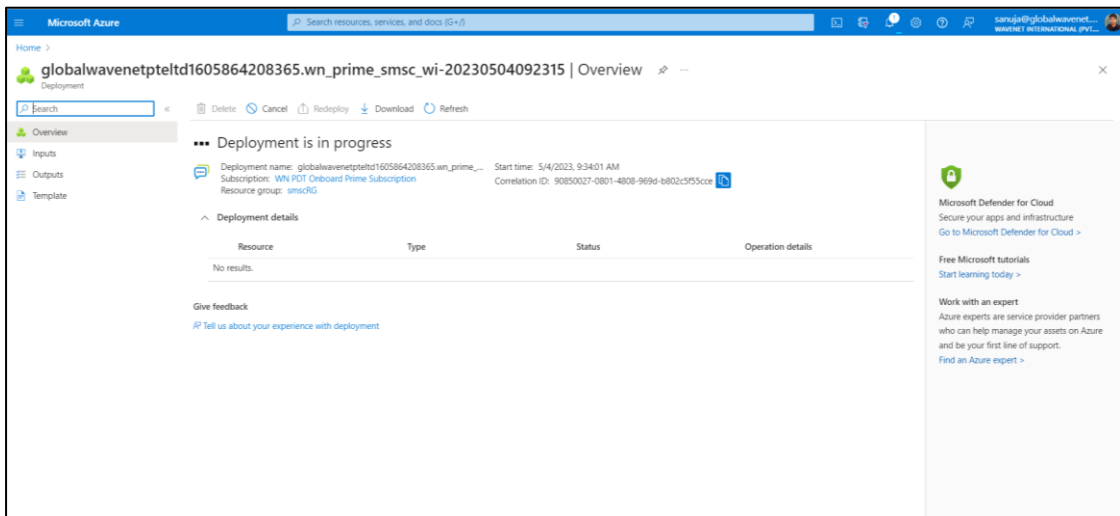 Microsoft Azure
Search resources, services, and docs (G+/)
1
sanuja@globalwavenet....
WAVENET INTERNATIONAL (PVT....
Home >
globalwavenetpteltd1605864208365.wn_prime_smsc_wi-20230504092315 | Overview
Deployment
Search
Delete
Cancel
Redeploy
Download
Refresh
Overview
Inputs
Outputs
Template
Deployment is in progress
Deployment name: globalwavenetpteltd1605864208365.wn_prime_...
Subscription: WN PDT Onboard Prime Subscription
Resource group: smscRG
Start time: 5/4/2023, 9:34:01 AM
Correlation ID: 90850027-0801-4808-969d-b802c5f55cce
Deployment details
Resource Type Status Operation details
No results.
Give feedback
Tell us about your experience with deployment
Microsoft Defender for Cloud
Secure your apps and infrastructure
Go to Microsoft Defender for Cloud >
Free Microsoft tutorials
Start learning today >
Work with an expert
Azure experts are service provider partners
who can help manage your assets on Azure
and be your first line of support.
Find an Azure expert >